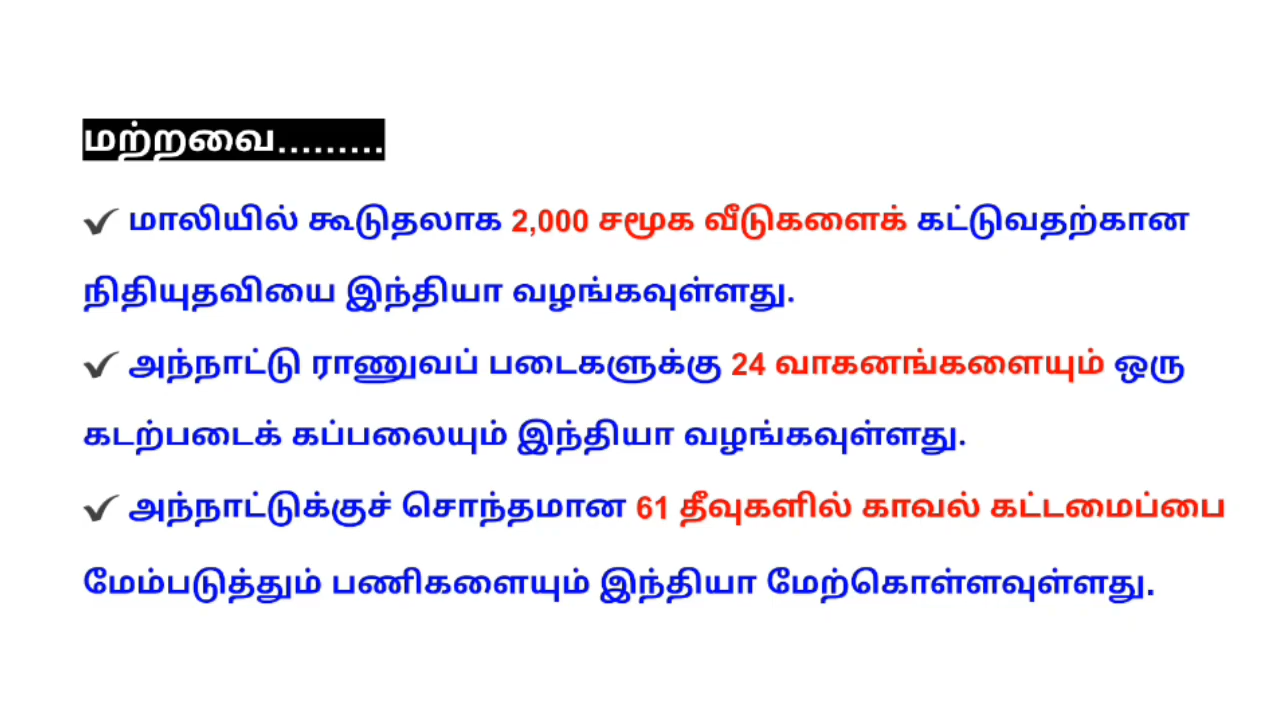 மற்றவை.........
✓ மாலியில் கூடுதலாக 2,000 சமூக வீடுகளைக் கட்டுவதற்கான
நிதியுதவியை இந்தியா வழங்கவுள்ளது.
✓ அந்நாட்டு ராணுவப் படைகளுக்கு 24 வாகனங்களையும் ஒரு
கடற்படைக் கப்பலையும் இந்தியா வழங்கவுள்ளது.
✓ அந்நாட்டுக்குச் சொந்தமான 61 தீவுகளில் காவல் கட்டமைப்பை
மேம்படுத்தும் பணிகளையும் இந்தியா மேற்கொள்ளவுள்ளது.